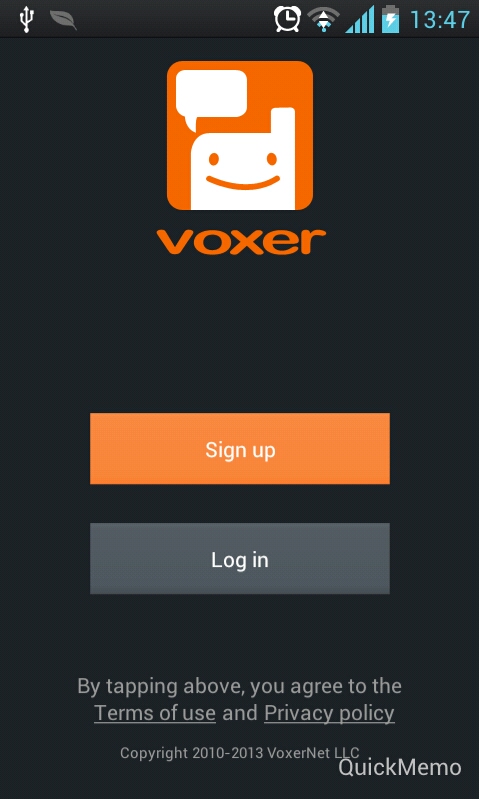 13:47
voxer
Sign up
Log in
By tapping above, you agree to the
Terms of use and Privacy policy
Copyright 2010-2013 VoxerNet LLC
QuickMemo